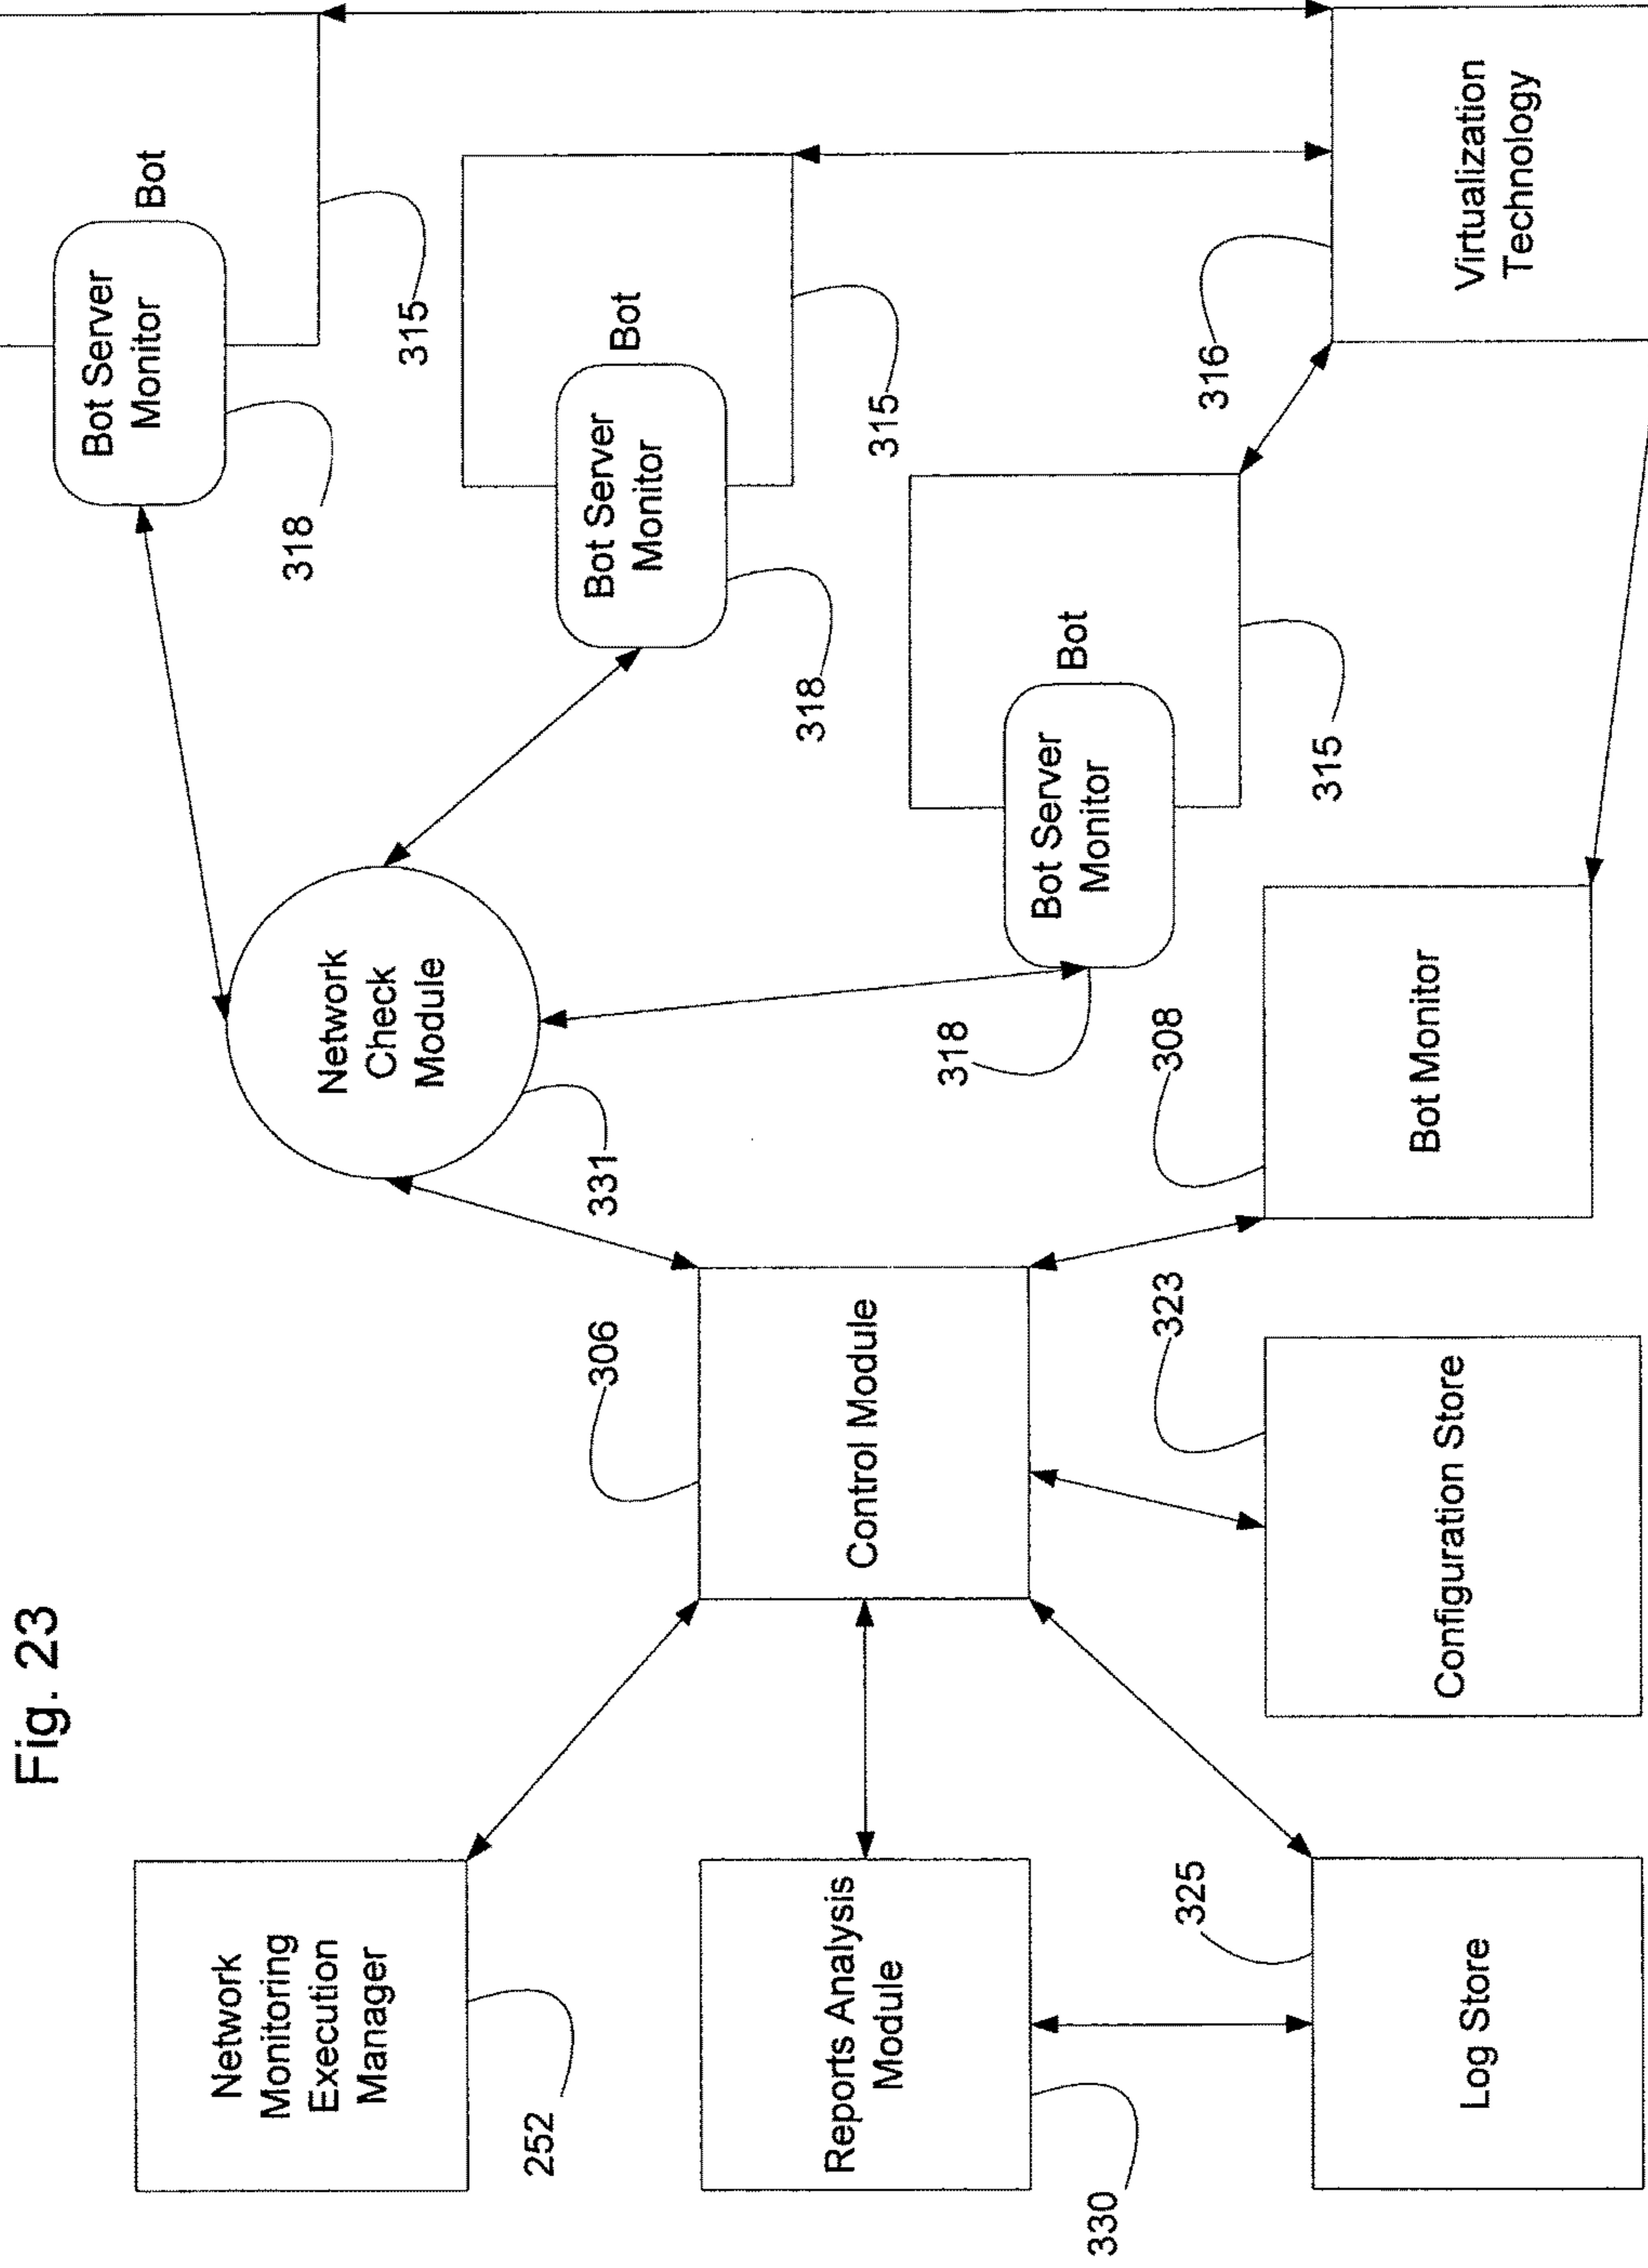 Fig. 23
Network
Monitoring
Execution
Manager
252
Reports Analysis
Module
330
Log Store
325
Control Module
306
Configuration Store
323
Network
Check
Module
331
Bot Monitor
308
Bot Server
Monitor
318
Bot
315
Bot Server
Monitor
318
Bot
315
Bot Server
Monitor
318
Bot
315
Virtualization
Technology
316